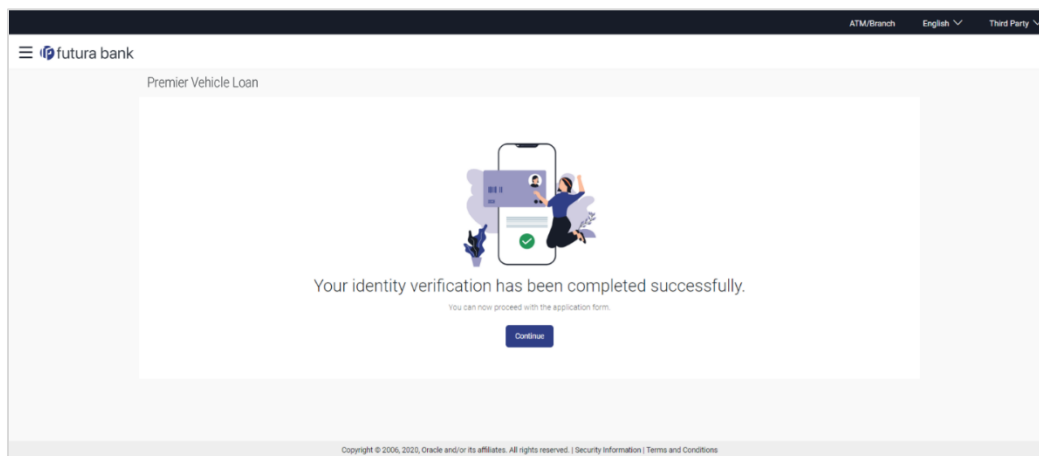 ATM/Branch English Third Party
futura bank
Premier Vehicle Loan
Your identity verification has been completed successfully.
You can now proceed with the application form.
Continue
Copyright © 2006, 2020, Oracle and/or its affiliates. All rights reserved. | Security Information | Terms and Conditions